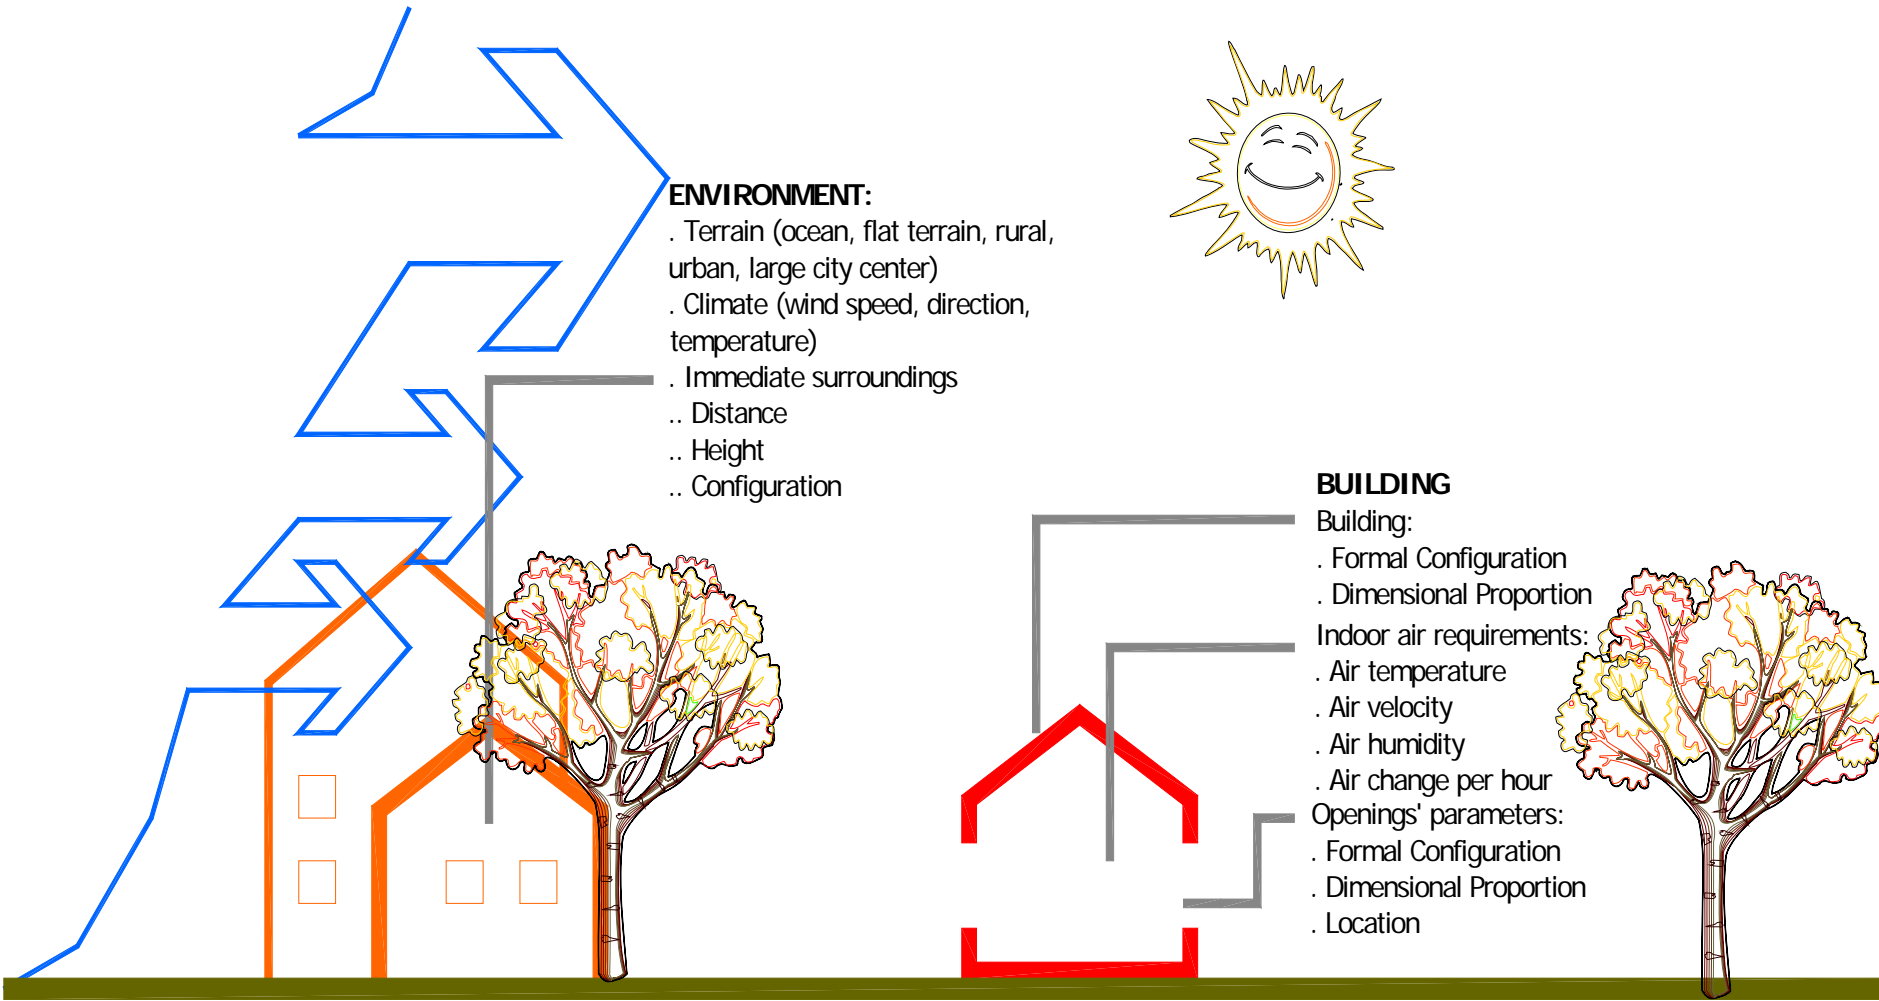 ENVIRONMENT:
. Terrain (ocean, flat terrain, rural,
urban, large city center)
. Climate (wind speed, direction,
temperature)
. Immediate surroundings
.. Distance
.. Height
.. Configuration
BUILDING
Building:
. Formal Configuration
. Dimensional Proportion
Indoor air requirements:
. Air temperature
. Air velocity
. Air humidity
. Air change per hour
Openings' parameters:
. Formal Configuration
. Dimensional Proportion
. Location